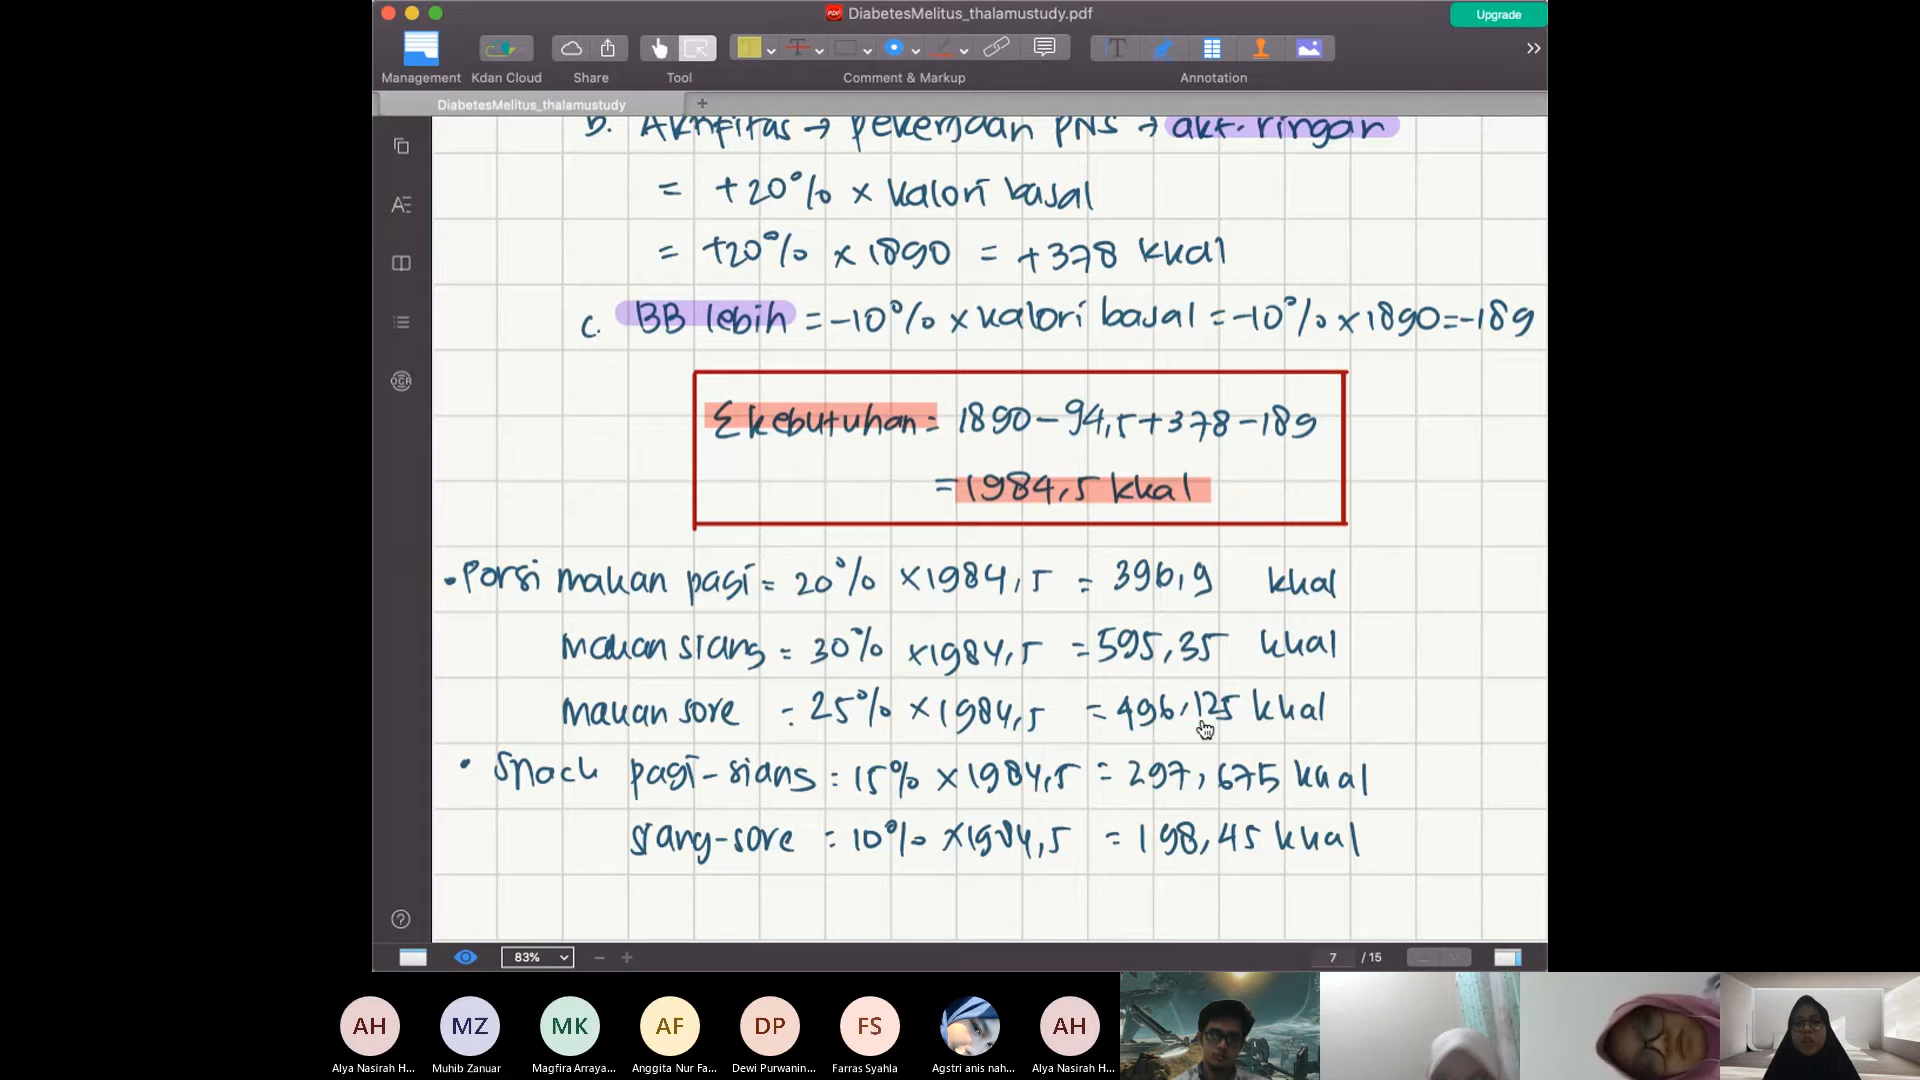 DiabetesMelitus_thalamustudy.pdf
Upgrade
Management Kdan Cloud Share Tool Comment & Markup Annotation
DiabetesMelitus_thalamustudy
b. Aktifitas → pekerjaan PNS → akt. ringan
= +20% x kalori basal
= +20% x 1890 = +378 kkal
c. BB lebih = -10% x kalori basal = -10% x 1890 = -189
Σ kebutuhan = 1890 - 94,5 + 378 - 189
= 1984,5 kkal
• Porsi makan pagi = 20% x 1984,5 = 396,9 kkal
makan siang = 30% x 1984,5 = 595,35 kkal
makan sore = 25% x 1984,5 = 496,125 kkal
• Snack pagi-siang = 15% x 1984,5 = 297,675 kkal
siang-sore = 10% x 1984,5 = 198,45 kkal
OCR
83% 7 / 15
AH MZ MK AF DP FS AH
Alya Nasirah H... Muhib Zanuar Magfira Arraya... Anggita Nur Fa... Dewi Purwanin... Farras Syahla Agstri anis nah... Alya Nasirah H...